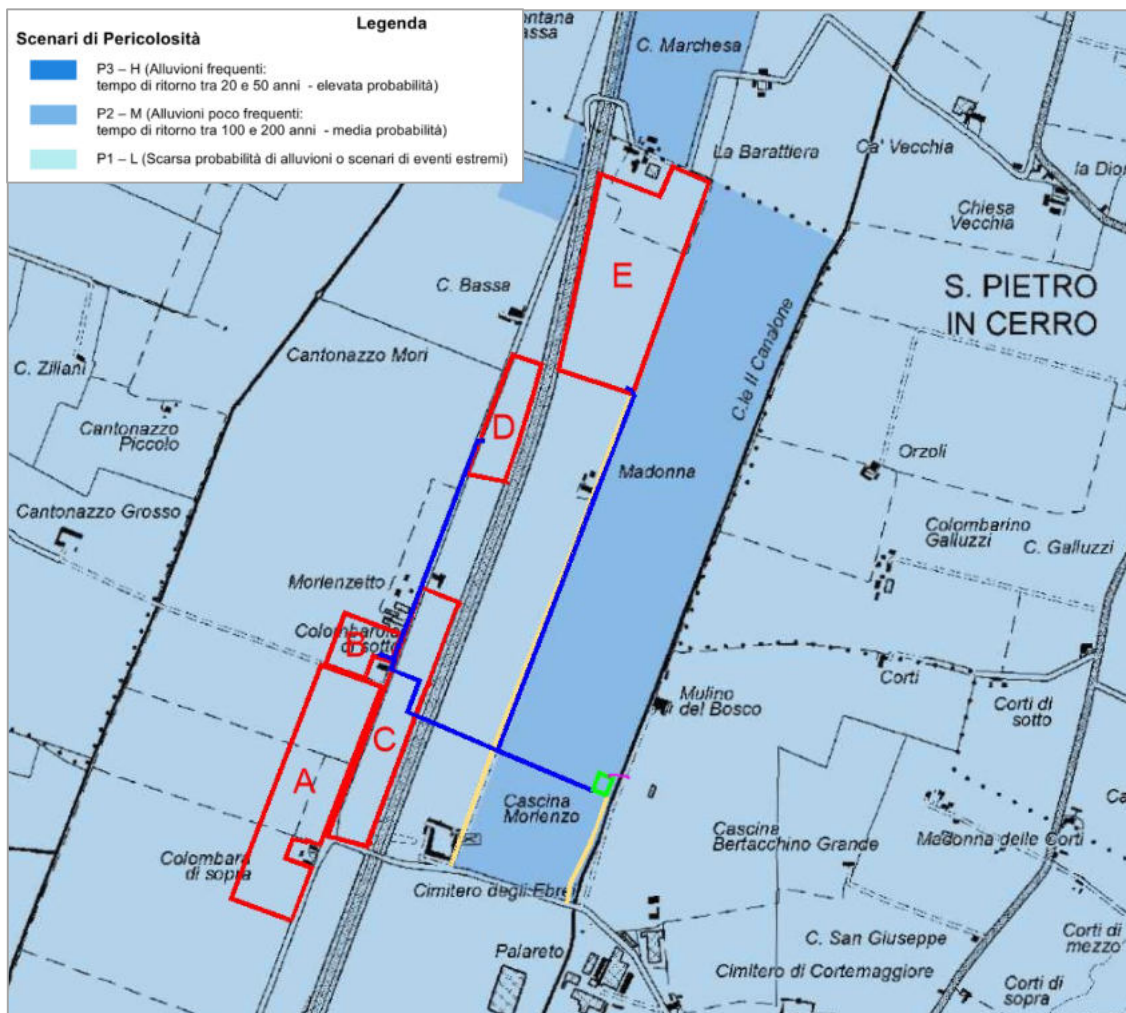 Legenda
Scenari di Pericolosità
P3 – H (Alluvioni frequenti:
tempo di ritorno tra 20 e 50 anni - elevata probabilità)
P2 – M (Alluvioni poco frequenti:
tempo di ritorno tra 100 e 200 anni - media probabilità)
P1 – L (Scarsa probabilità di alluvioni o scenari di eventi estremi)
C. Marchesa
La Barattiera
Ca' Vecchia
Chiesa
Vecchia
E
S. PIETRO
IN CERRO
C. Bassa
Cantonazzo Mori
C. Ziliani
C.le Il Canalone
Cantonazzo
Piccolo
D
Madonna
Orzoli
Cantonazzo Grosso
Colombarino
Galluzzi
C. Galluzzi
Morienzetto
B
di sotto
Corti
Corti di
sotto
Mulino
del Bosco
C
A
Cascina
Morienzo
Cascina
Bertacchino Grande
Madonna delle Corti
Colombara
di sopra
Cimitero degli Ebrei
Palareto
C. San Giuseppe
Corti di
mezzo
Cimitero di Cortemaggiore
Corti di
sopra